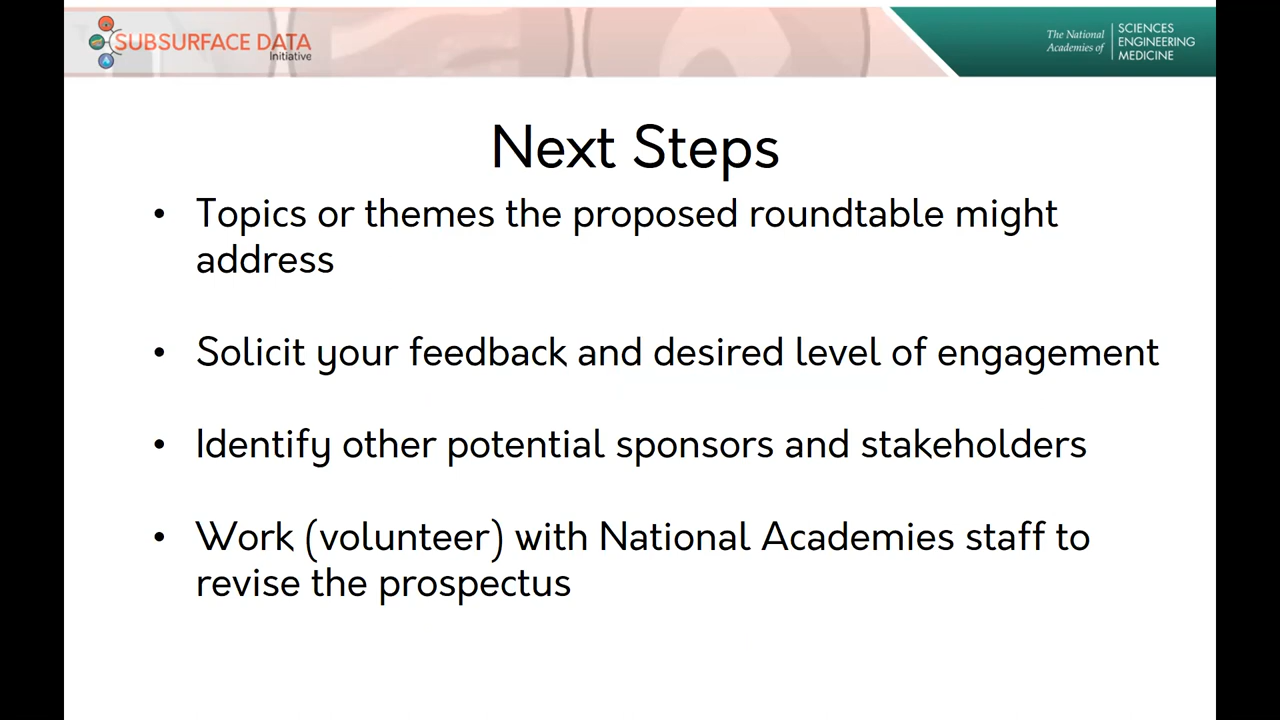 SUBSURFACE DATA
Initiative
The National
Academies of
SCIENCES
ENGINEERING
MEDICINE
Next Steps
• Topics or themes the proposed roundtable might
address
• Solicit your feedback and desired level of engagement
• Identify other potential sponsors and stakeholders
• Work (volunteer) with National Academies staff to
revise the prospectus